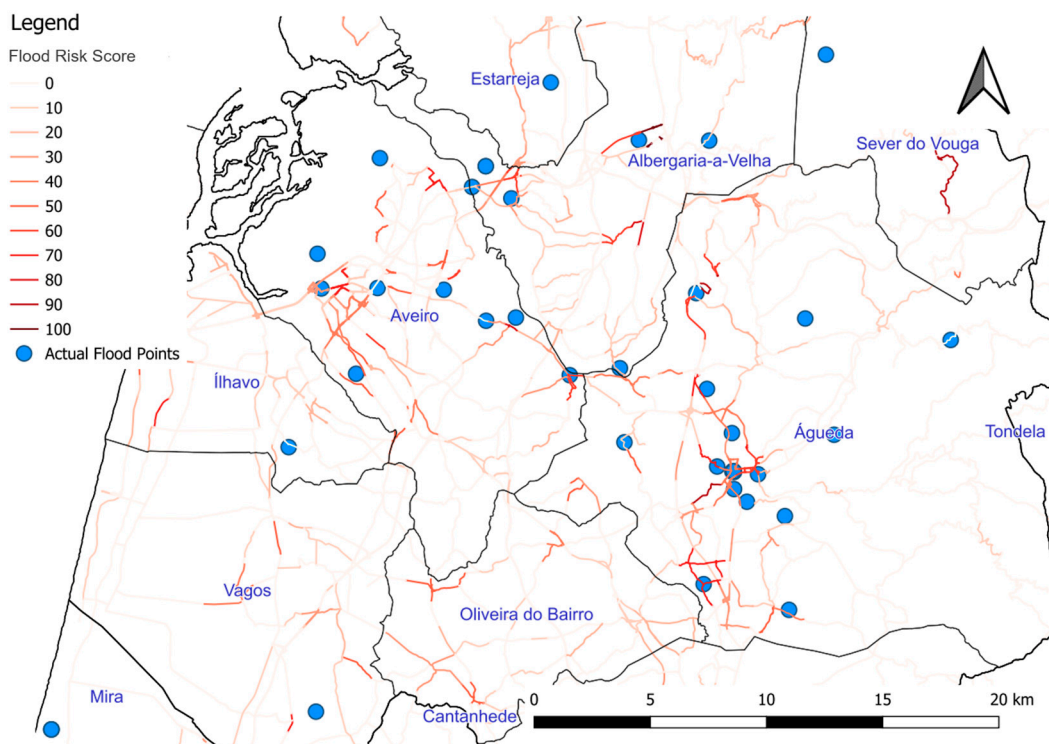 Legend
Flood Risk Score
0
10
20
30
40
50
60
70
80
90
100
Actual Flood Points
Estarreja
Albergaria-a-Velha
Sever do Vouga
Aveiro
Ílhavo
Águeda
Tondela
Vagos
Oliveira do Bairro
Mira
Cantanhede
0 5 10 15 20 km